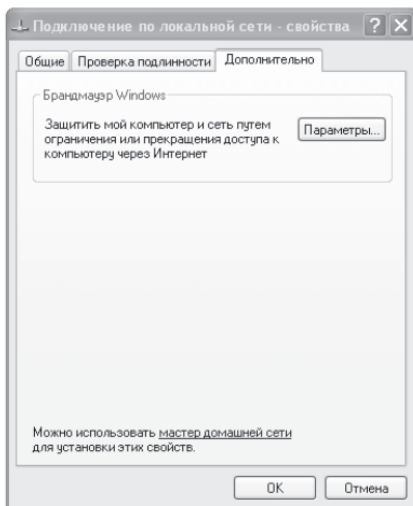 Подключение по локальной сети - свойства
Общие Проверка подлинности Дополнительно
Брандмауэр Windows
Защитить мой компьютер и сеть путем
ограничения или прекращения доступа к
компьютеру через Интернет
Параметры...
Можно использовать мастер домашней сети
для установки этих свойств.
ОК Отмена